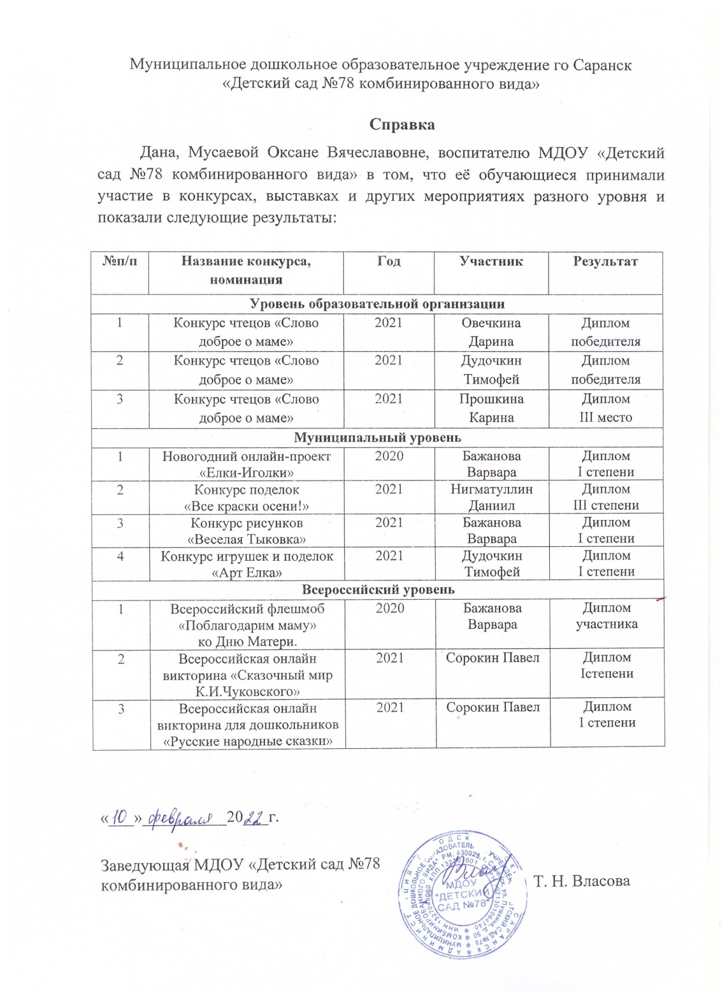 Муниципальное дошкольное образовательное учреждение го Саранск
«Детский сад №78 комбинированного вида»
Справка
Дана, Мусаевой Оксане Вячеславовне, воспитателю МДОУ «Детский
сад №78 комбинированного вида» в том, что её обучающиеся принимали
участие в конкурсах, выставках и других мероприятиях разного уровня и
показали следующие результаты:
№п/п Название конкурса, Год Участник Результат
номинация
Уровень образовательной организации
1 Конкурс чтецов «Слово 2021 Овечкина Диплом
доброе о маме» Дарина победителя
2 Конкурс чтецов «Слово 2021 Дудочкин Диплом
доброе о маме» Тимофей победителя
3 Конкурс чтецов «Слово 2021 Прошкина Диплом
доброе о маме» Карина III место
Муниципальный уровень
1 Новогодний онлайн-проект 2020 Бажанова Диплом
«Елки-Иголки» Варвара I степени
2 Конкурс поделок 2021 Нигматуллин Диплом
«Все краски осени!» Даниил III степени
3 Конкурс рисунков 2021 Бажанова Диплом
«Веселая Тыковка» Варвара I степени
4 Конкурс игрушек и поделок 2021 Дудочкин Диплом
«Арт Елка» Тимофей I степени
Всероссийский уровень
1 Всероссийский флешмоб 2020 Бажанова Диплом
«Поблагодарим маму» Варвара участника
ко Дню Матери.
2 Всероссийская онлайн 2021 Сорокин Павел Диплом
викторина «Сказочный мир Iстепени
К.И.Чуковского»
3 Всероссийская онлайн 2021 Сорокин Павел Диплом
викторина для дошкольников I степени
«Русские народные сказки»
«10» февраля 2022 г.
Заведующая МДОУ «Детский сад №78
комбинированного вида» Т. Н. Власова
МДОУ
"ДЕТСКИЙ
САД №78"